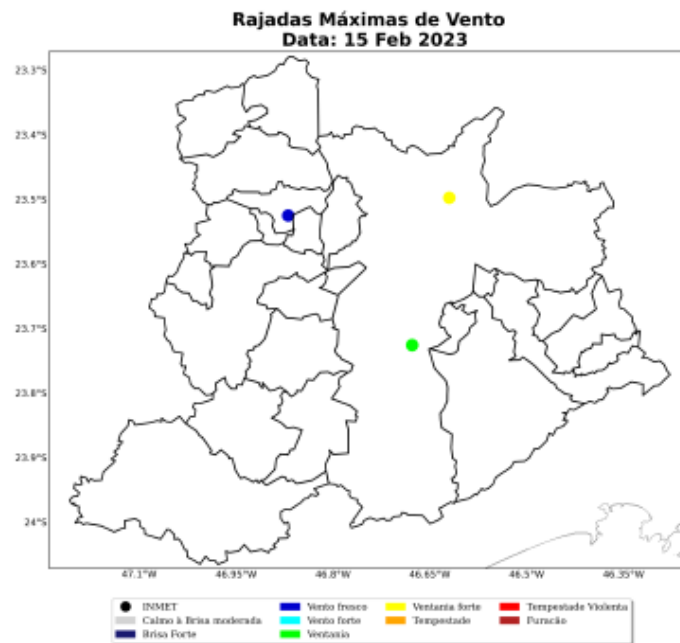 Rajadas Máximas de Vento
Data: 15 Feb 2023
23.3°S
23.4°S
23.5°S
23.6°S
23.7°S
23.8°S
23.9°S
24°S
47.1°W
46.95°W
46.8°W
46.65°W
46.5°W
46.35°W
INMET
Calmo à Brisa moderada
Brisa Forte
Vento fresco
Vento forte
Ventania
Ventania forte
Tempestade
Tempestade Violenta
Furacão